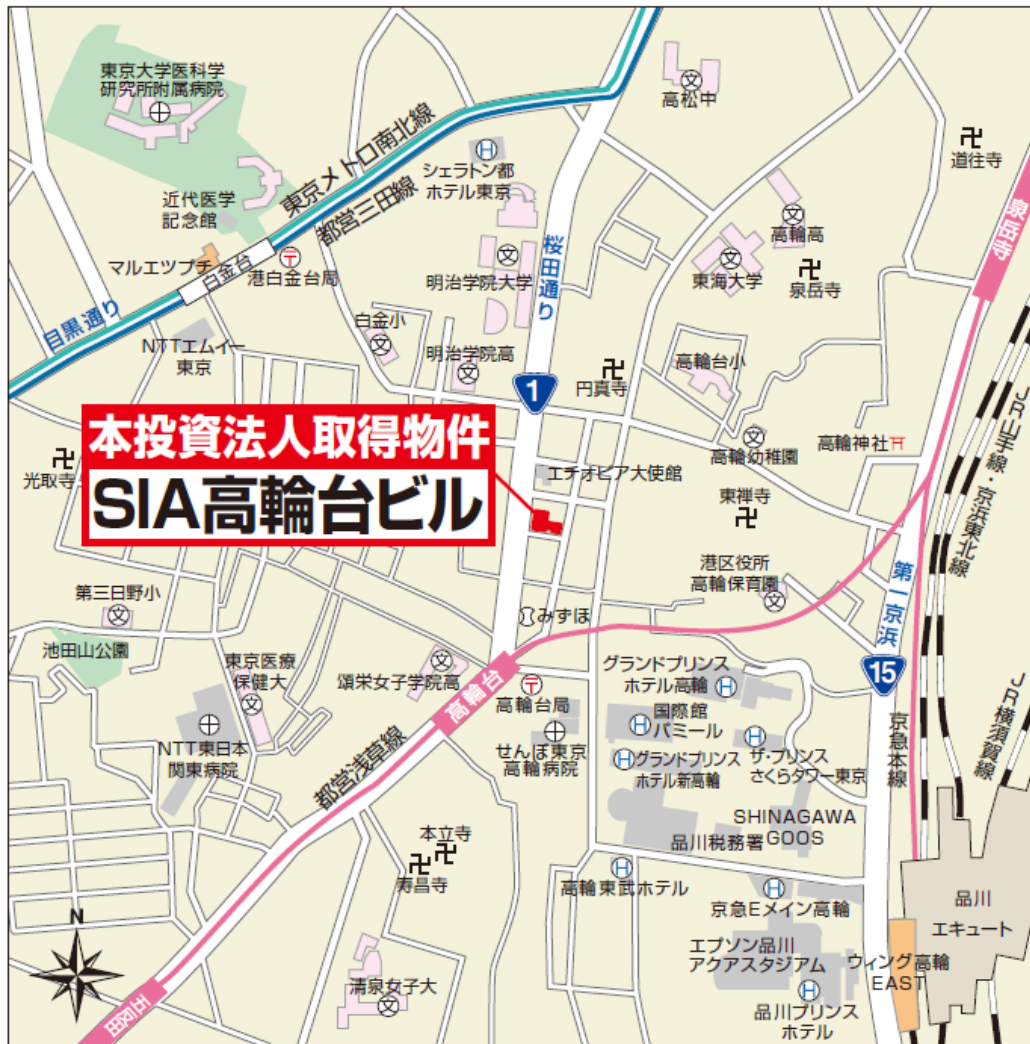 東京大学医科学
研究所附属病院
高松中
道往寺
シェラトン都
ホテル東京
東京メトロ南北線
都営三田線
近代医学
記念館
マルエツプチ
白金台
港白金台局
目黒通り
桜田通り
明治学院大学
高輪高
東海大学
泉岳寺
泉岳寺
白金小
NTTエムイー
東京
明治学院高
円真寺
高輪台小
1
JR山手線・京浜東北線
高輪神社
高輪幼稚園
本投資法人取得物件
SIA高輪台ビル
光取寺
エチオピア大使館
東禅寺
港区役所
高輪保育園
第一京浜
15
第三日野小
池田山公園
みずほ
東京医療
保健大
頌栄女子学院高
高輪台
高輪台局
グランドプリンス
ホテル高輪
国際館
パミール
せんぽ東京
高輪病院
グランドプリンス
ホテル新高輪
ザ・プリンス
さくらタワー東京
京急本線
JR横須賀線
NTT東日本
関東病院
都営浅草線
SHINAGAWA
GOOS
品川税務署
本立寺
寿昌寺
高輪東武ホテル
京急Eメイン高輪
品川
エキュート
エプソン品川
アクアスタジアム
ウィング高輪
EAST
品川プリンス
ホテル
清泉女子大
N
五反田